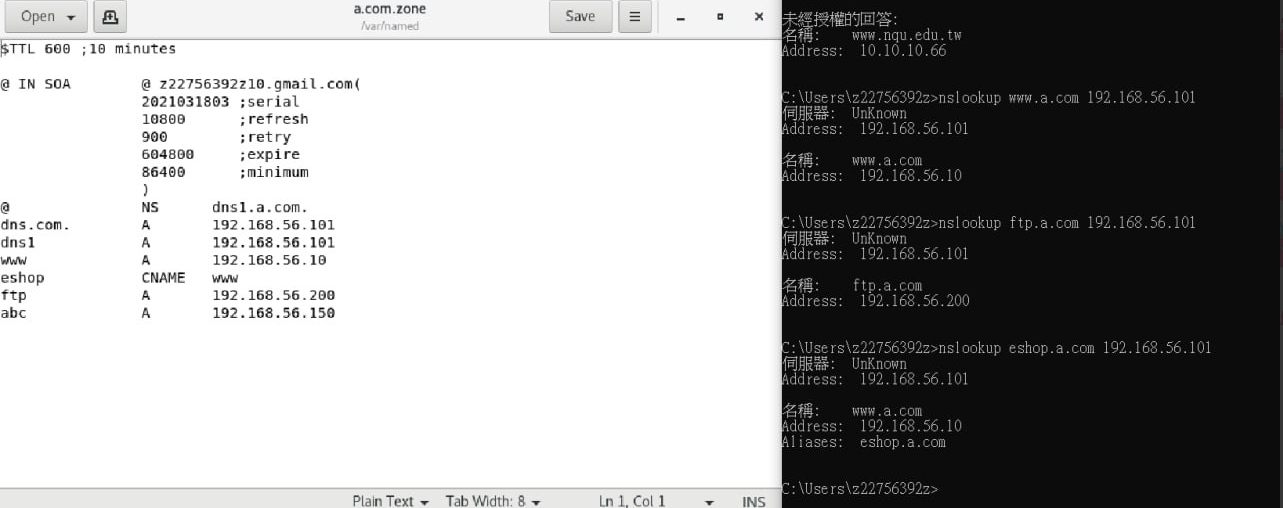 Open
a.com.zone
/var/named
Save
$TTL 600 ;10 minutes
@ IN SOA @ z22756392z10.gmail.com(
2021031803 ;serial
10800 ;refresh
900 ;retry
604800 ;expire
86400 ;minimum
)
@ NS dns1.a.com.
dns.com. A 192.168.56.101
dns1 A 192.168.56.101
www A 192.168.56.10
eshop CNAME www
ftp A 192.168.56.200
abc A 192.168.56.150
Plain Text Tab Width: 8 Ln 1, Col 1 INS
未經授權的回答:
名稱: www.nqu.edu.tw
Address: 10.10.10.66
C:\Users\z22756392z>nslookup www.a.com 192.168.56.101
伺服器: UnKnown
Address: 192.168.56.101
名稱: www.a.com
Address: 192.168.56.10
C:\Users\z22756392z>nslookup ftp.a.com 192.168.56.101
伺服器: UnKnown
Address: 192.168.56.101
名稱: ftp.a.com
Address: 192.168.56.200
C:\Users\z22756392z>nslookup eshop.a.com 192.168.56.101
伺服器: UnKnown
Address: 192.168.56.101
名稱: www.a.com
Address: 192.168.56.10
Aliases: eshop.a.com
C:\Users\z22756392z>